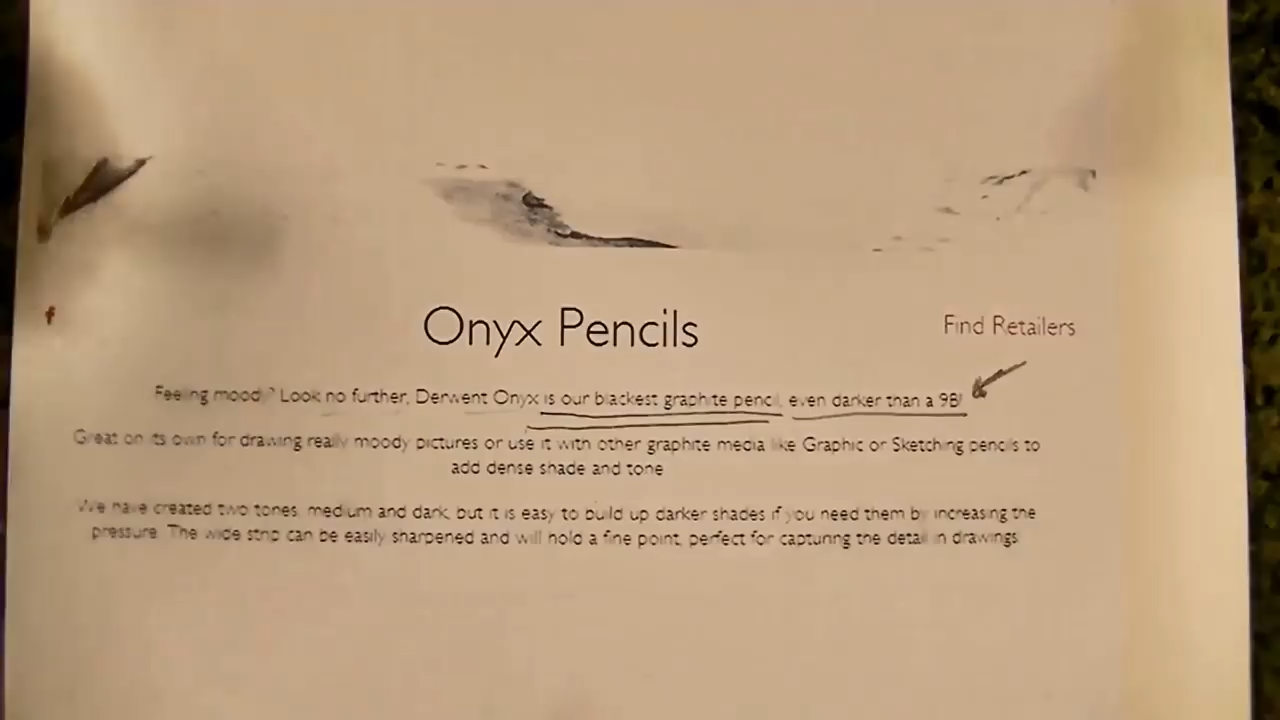 f
Onyx Pencils
Find Retailers
Feeling moody? Look no further, Derwent Onyx is our blackest graphite pencil, even darker than a 9B!
Great on its own for drawing really moody pictures or use it with other graphite media like Graphic or Sketching pencils to
add dense shade and tone
We have created two tones, medium and dark, but it is easy to build up darker shades if you need them by increasing the
pressure. The wide strip can be easily sharpened and will hold a fine point, perfect for capturing the detail in drawings